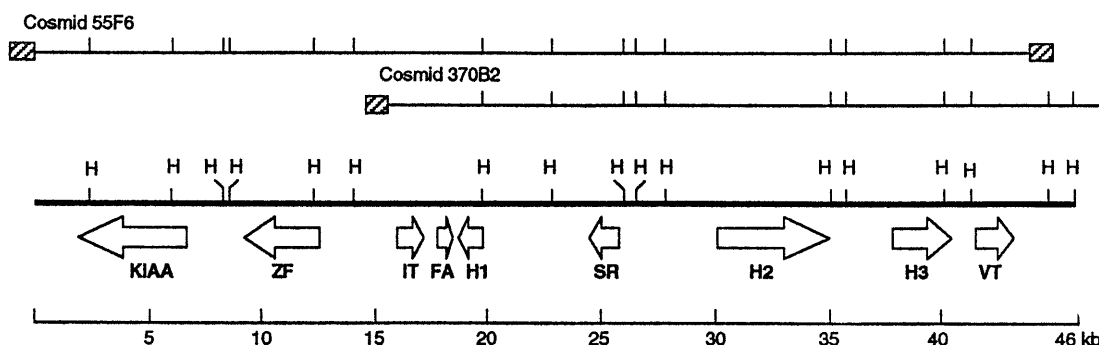 Cosmid 55F6
Cosmid 370B2
H H H H H H H H H H H H H H H H H
KIAA ZF IT FA H1 SR H2 H3 VT
5 10 15 20 25 30 35 40 46 kb